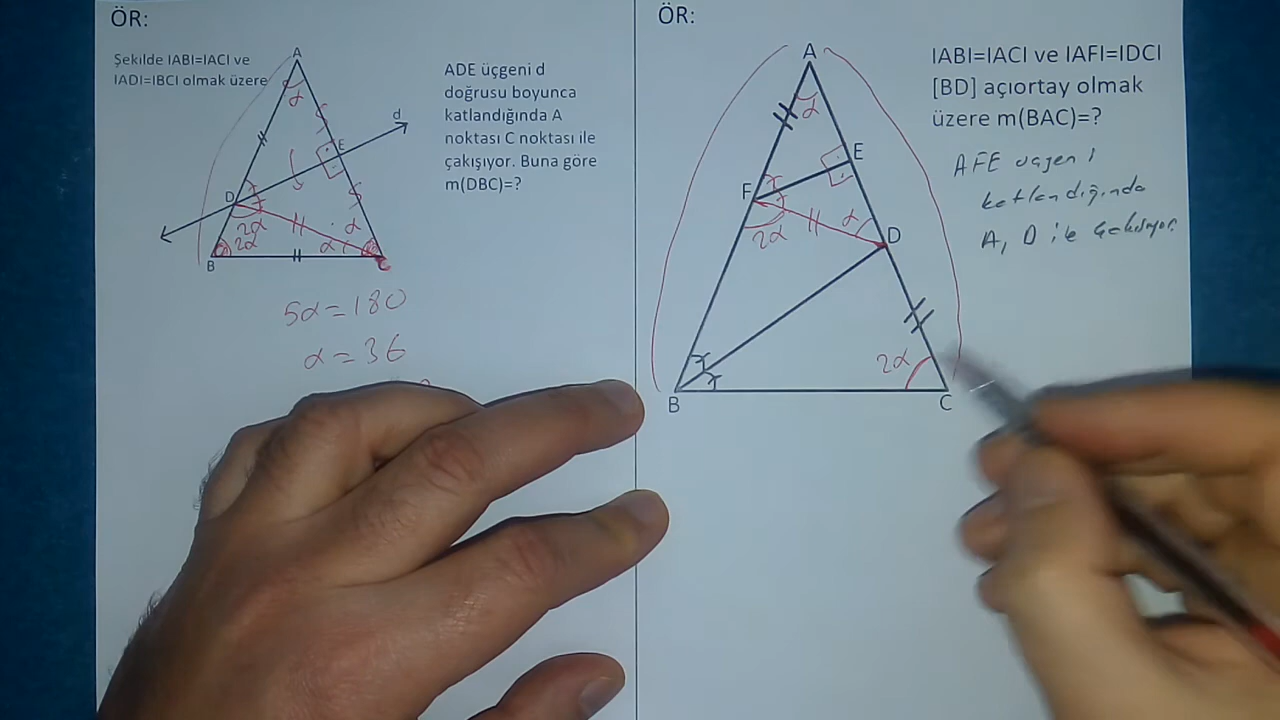 ÖR:
Şekilde IABI=IACI ve
IADI=IBCI olmak üzere
ADE üçgeni d
doğrusu boyunca
katlandığında A
noktası C noktası ile
çakışıyor. Buna göre
m(DBC)=?
A
α
d
E
D
2α
2α
α
α
B
C
5α = 180
α = 36
ÖR:
IABI=IACI ve IAFI=IDCI
[BD] açıortay olmak
üzere m(BAC)=?
AFE üçgeni
katlandığında
A, D ile çakışıyor.
A
α
E
F
x
2α
α
D
x
x
2α
B
C